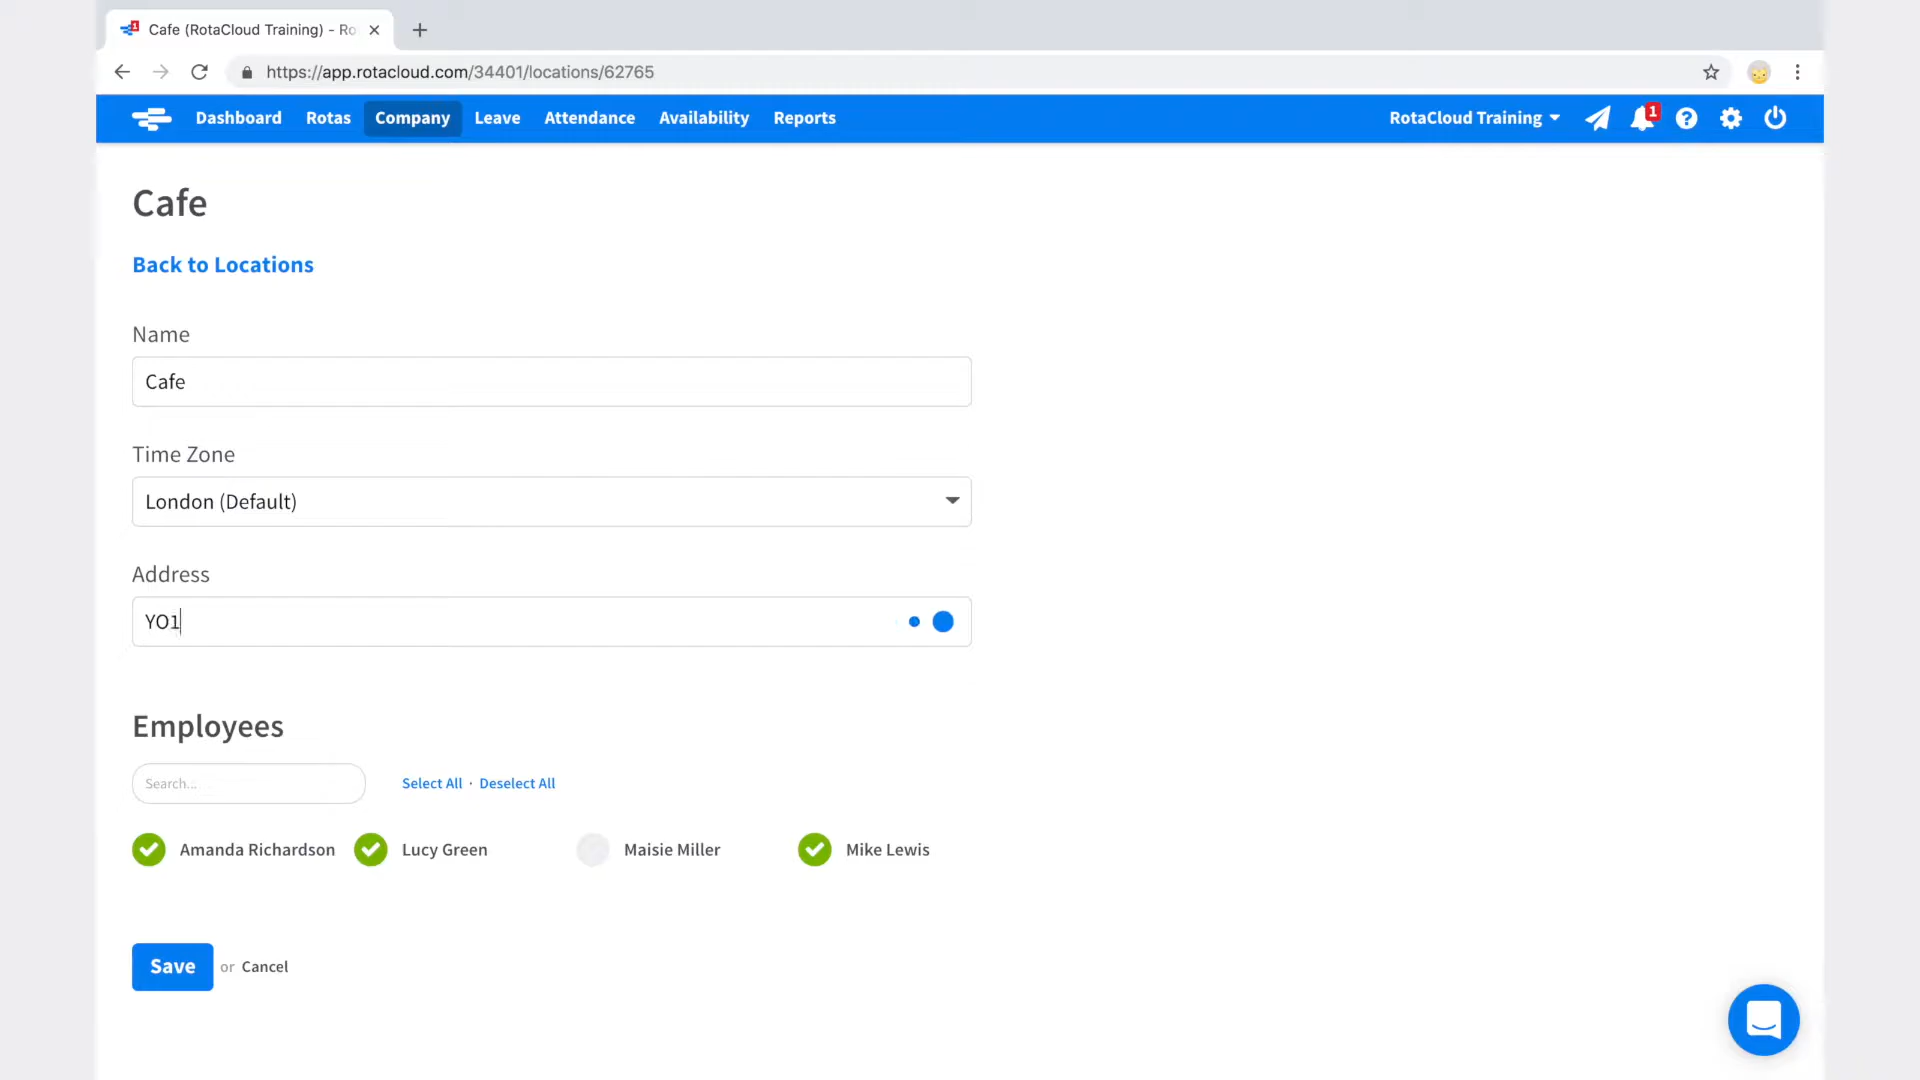 Cafe (RotaCloud Training) - Ro
https://app.rotacloud.com/34401/locations/62765
Dashboard Rotas Company Leave Attendance Availability Reports RotaCloud Training 1
Cafe
Back to Locations
Name
Cafe
Time Zone
London (Default)
Address
YO1
Employees
Search... Select All · Deselect All
Amanda Richardson Lucy Green Maisie Miller Mike Lewis
Save or Cancel